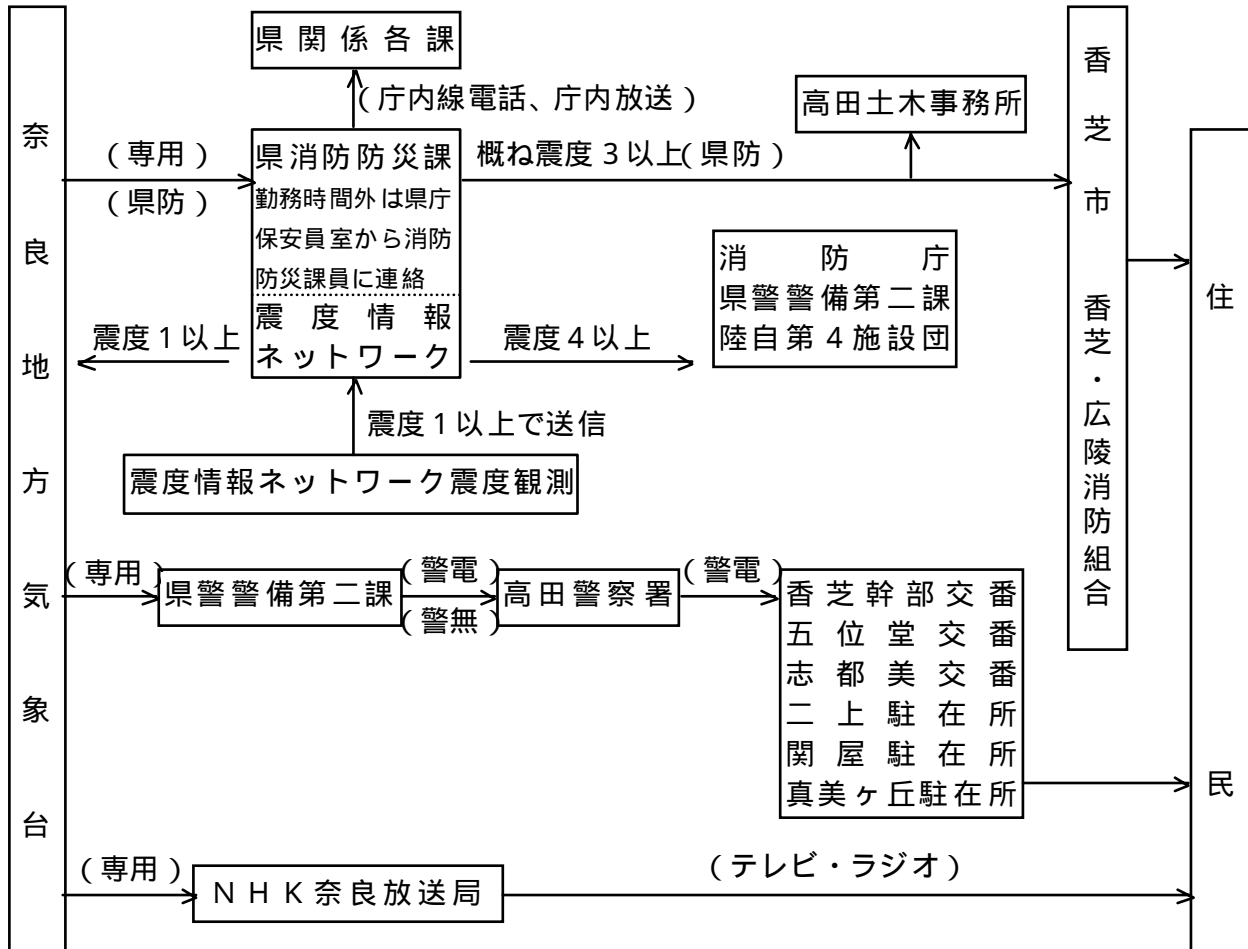 県関係各課
(庁内線電話、庁内放送)
高田土木事務所
奈良地方気象台
(専用)
(県防)
県消防防災課
勤務時間外は県庁
保安員室から消防
防災課員に連絡
震度情報
ネットワーク
概ね震度3以上(県防)
香芝市 香芝・広陵消防組合
住民
消防庁
県警警備第二課
陸自第4施設団
震度1以上
震度4以上
震度1以上で送信
震度情報ネットワーク震度観測
(専用)
県警警備第二課
(警電)
(警無)
高田警察署
(警電)
香芝幹部交番
五位堂交番
志都美交番
二上駐在所
関屋駐在所
真美ヶ丘駐在所
(専用)
NHK奈良放送局
(テレビ・ラジオ)